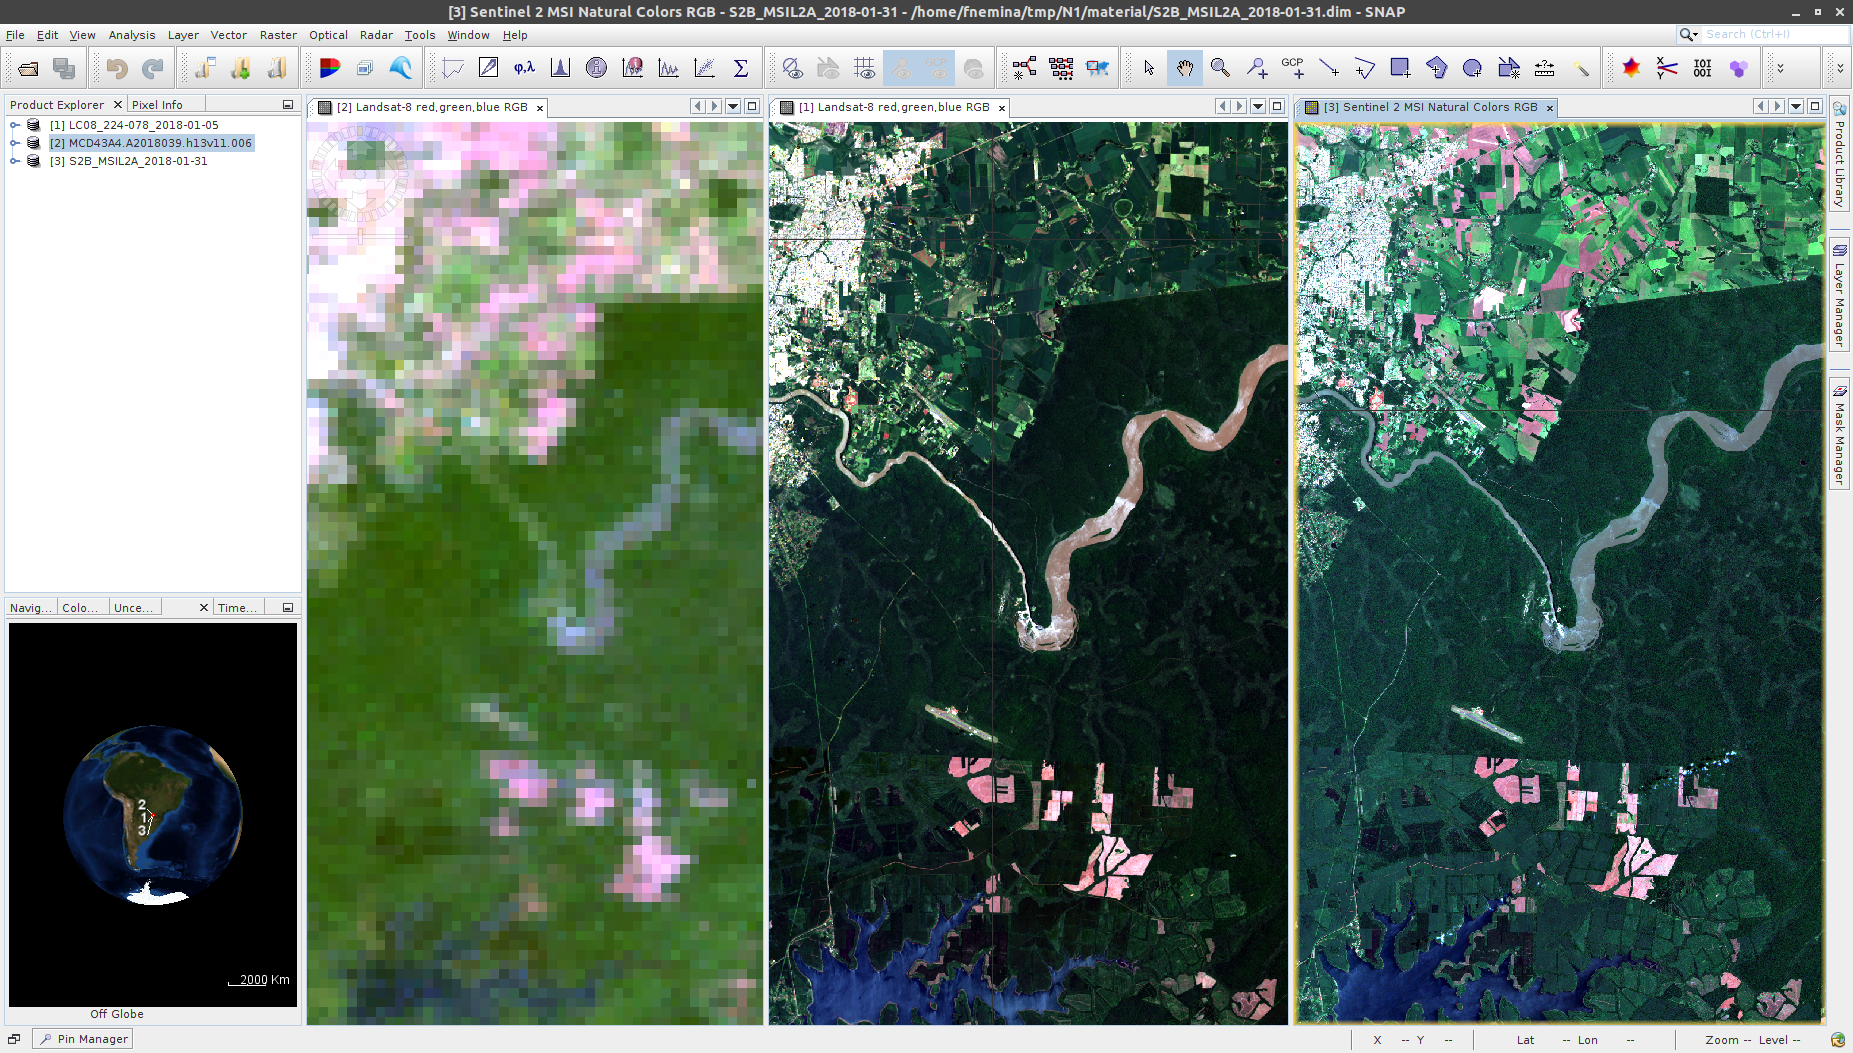 [3] Sentinel 2 MSI Natural Colors RGB - S2B_MSIL2A_2018-01-31 - /home/fnemina/tmp/N1/material/S2B_MSIL2A_2018-01-31.dim - SNAP
File Edit View Analysis Layer Vector Raster Optical Radar Tools Window Help
Search (Ctrl+I)
φ,λ
Σ
GCP
GCP
Product Explorer
Pixel Info
[1] LC08_224-078_2018-01-05
[2] MCD43A4.A2018039.h13v11.006
[3] S2B_MSIL2A_2018-01-31
[2] Landsat-8 red,green,blue RGB
[1] Landsat-8 red,green,blue RGB
[3] Sentinel 2 MSI Natural Colors RGB
Product Library
Layer Manager
Mask Manager
Navig...
Colo...
Unce...
Time...
2
1
3
2000 Km
Off Globe
Pin Manager
X -- Y --
Lat -- Lon --
Zoom -- Level --